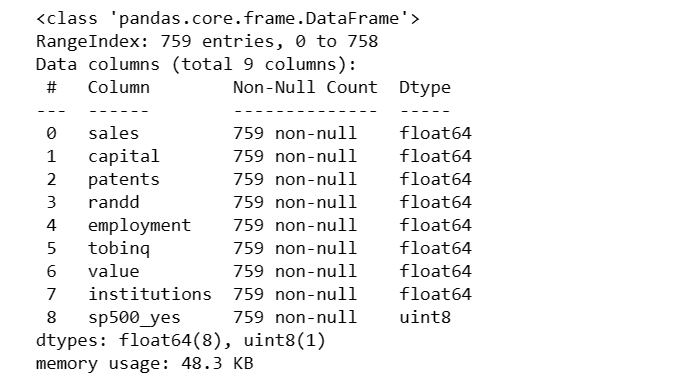 <class 'pandas.core.frame.DataFrame'>
RangeIndex: 759 entries, 0 to 758
Data columns (total 9 columns):
 #   Column        Non-Null Count  Dtype
---  ------        --------------  -----
 0   sales         759 non-null    float64
 1   capital       759 non-null    float64
 2   patents       759 non-null    float64
 3   randd         759 non-null    float64
 4   employment    759 non-null    float64
 5   tobinq        759 non-null    float64
 6   value         759 non-null    float64
 7   institutions  759 non-null    float64
 8   sp500_yes     759 non-null    uint8
dtypes: float64(8), uint8(1)
memory usage: 48.3 KB